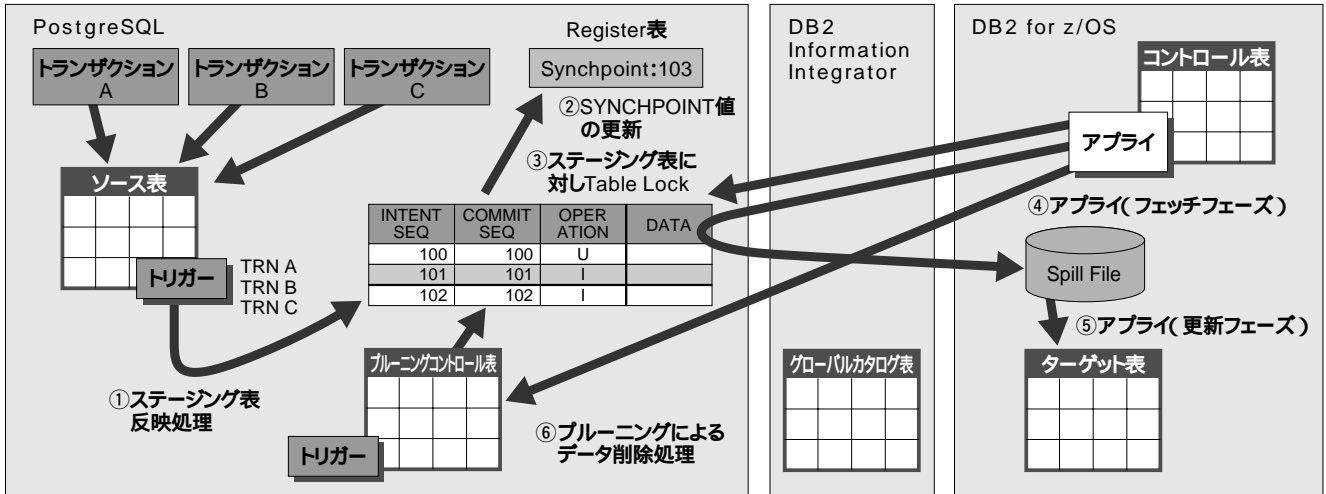 PostgreSQL
トランザクション
A
トランザクション
B
トランザクション
C
Register表
Synchpoint:103
②SYNCHPOINT値
の更新
③ステージング表に
対しTable Lock
ソース表
トリガー
TRN A
TRN B
TRN C
INTENT
SEQ
COMMIT
SEQ
OPER
ATION
DATA
100 100 U
101 101 I
102 102 I
①ステージング表
反映処理
プルーニングコントロール表
トリガー
⑥プルーニングによる
データ削除処理
DB2
Information
Integrator
グローバルカタログ表
DB2 for z/OS
コントロール表
アプライ
④アプライ(フェッチフェーズ)
Spill File
⑤アプライ(更新フェーズ)
ターゲット表